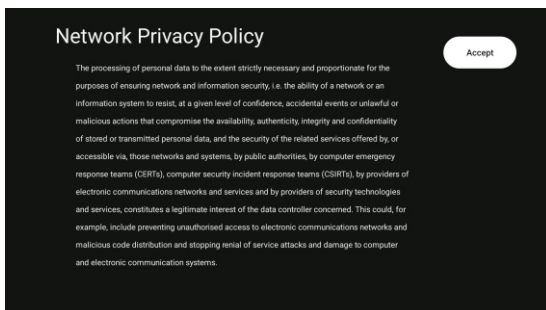 Network Privacy Policy
Accept
The processing of personal data to the extent strictly necessary and proportionate for the
purposes of ensuring network and information security, i.e. the ability of a network or an
information system to resist, at a given level of confidence, accidental events or unlawful or
malicious actions that compromise the availability, authenticity, integrity and confidentiality
of stored or transmitted personal data, and the security of the related services offered by, or
accessible via, those networks and systems, by public authorities, by computer emergency
response teams (CERTs), computer security incident response teams (CSIRTs), by providers of
electronic communications networks and services and by providers of security technologies
and services, constitutes a legitimate interest of the data controller concerned. This could, for
example, include preventing unauthorised access to electronic communications networks and
malicious code distribution and stopping renial of service attacks and damage to computer
and electronic communication systems.